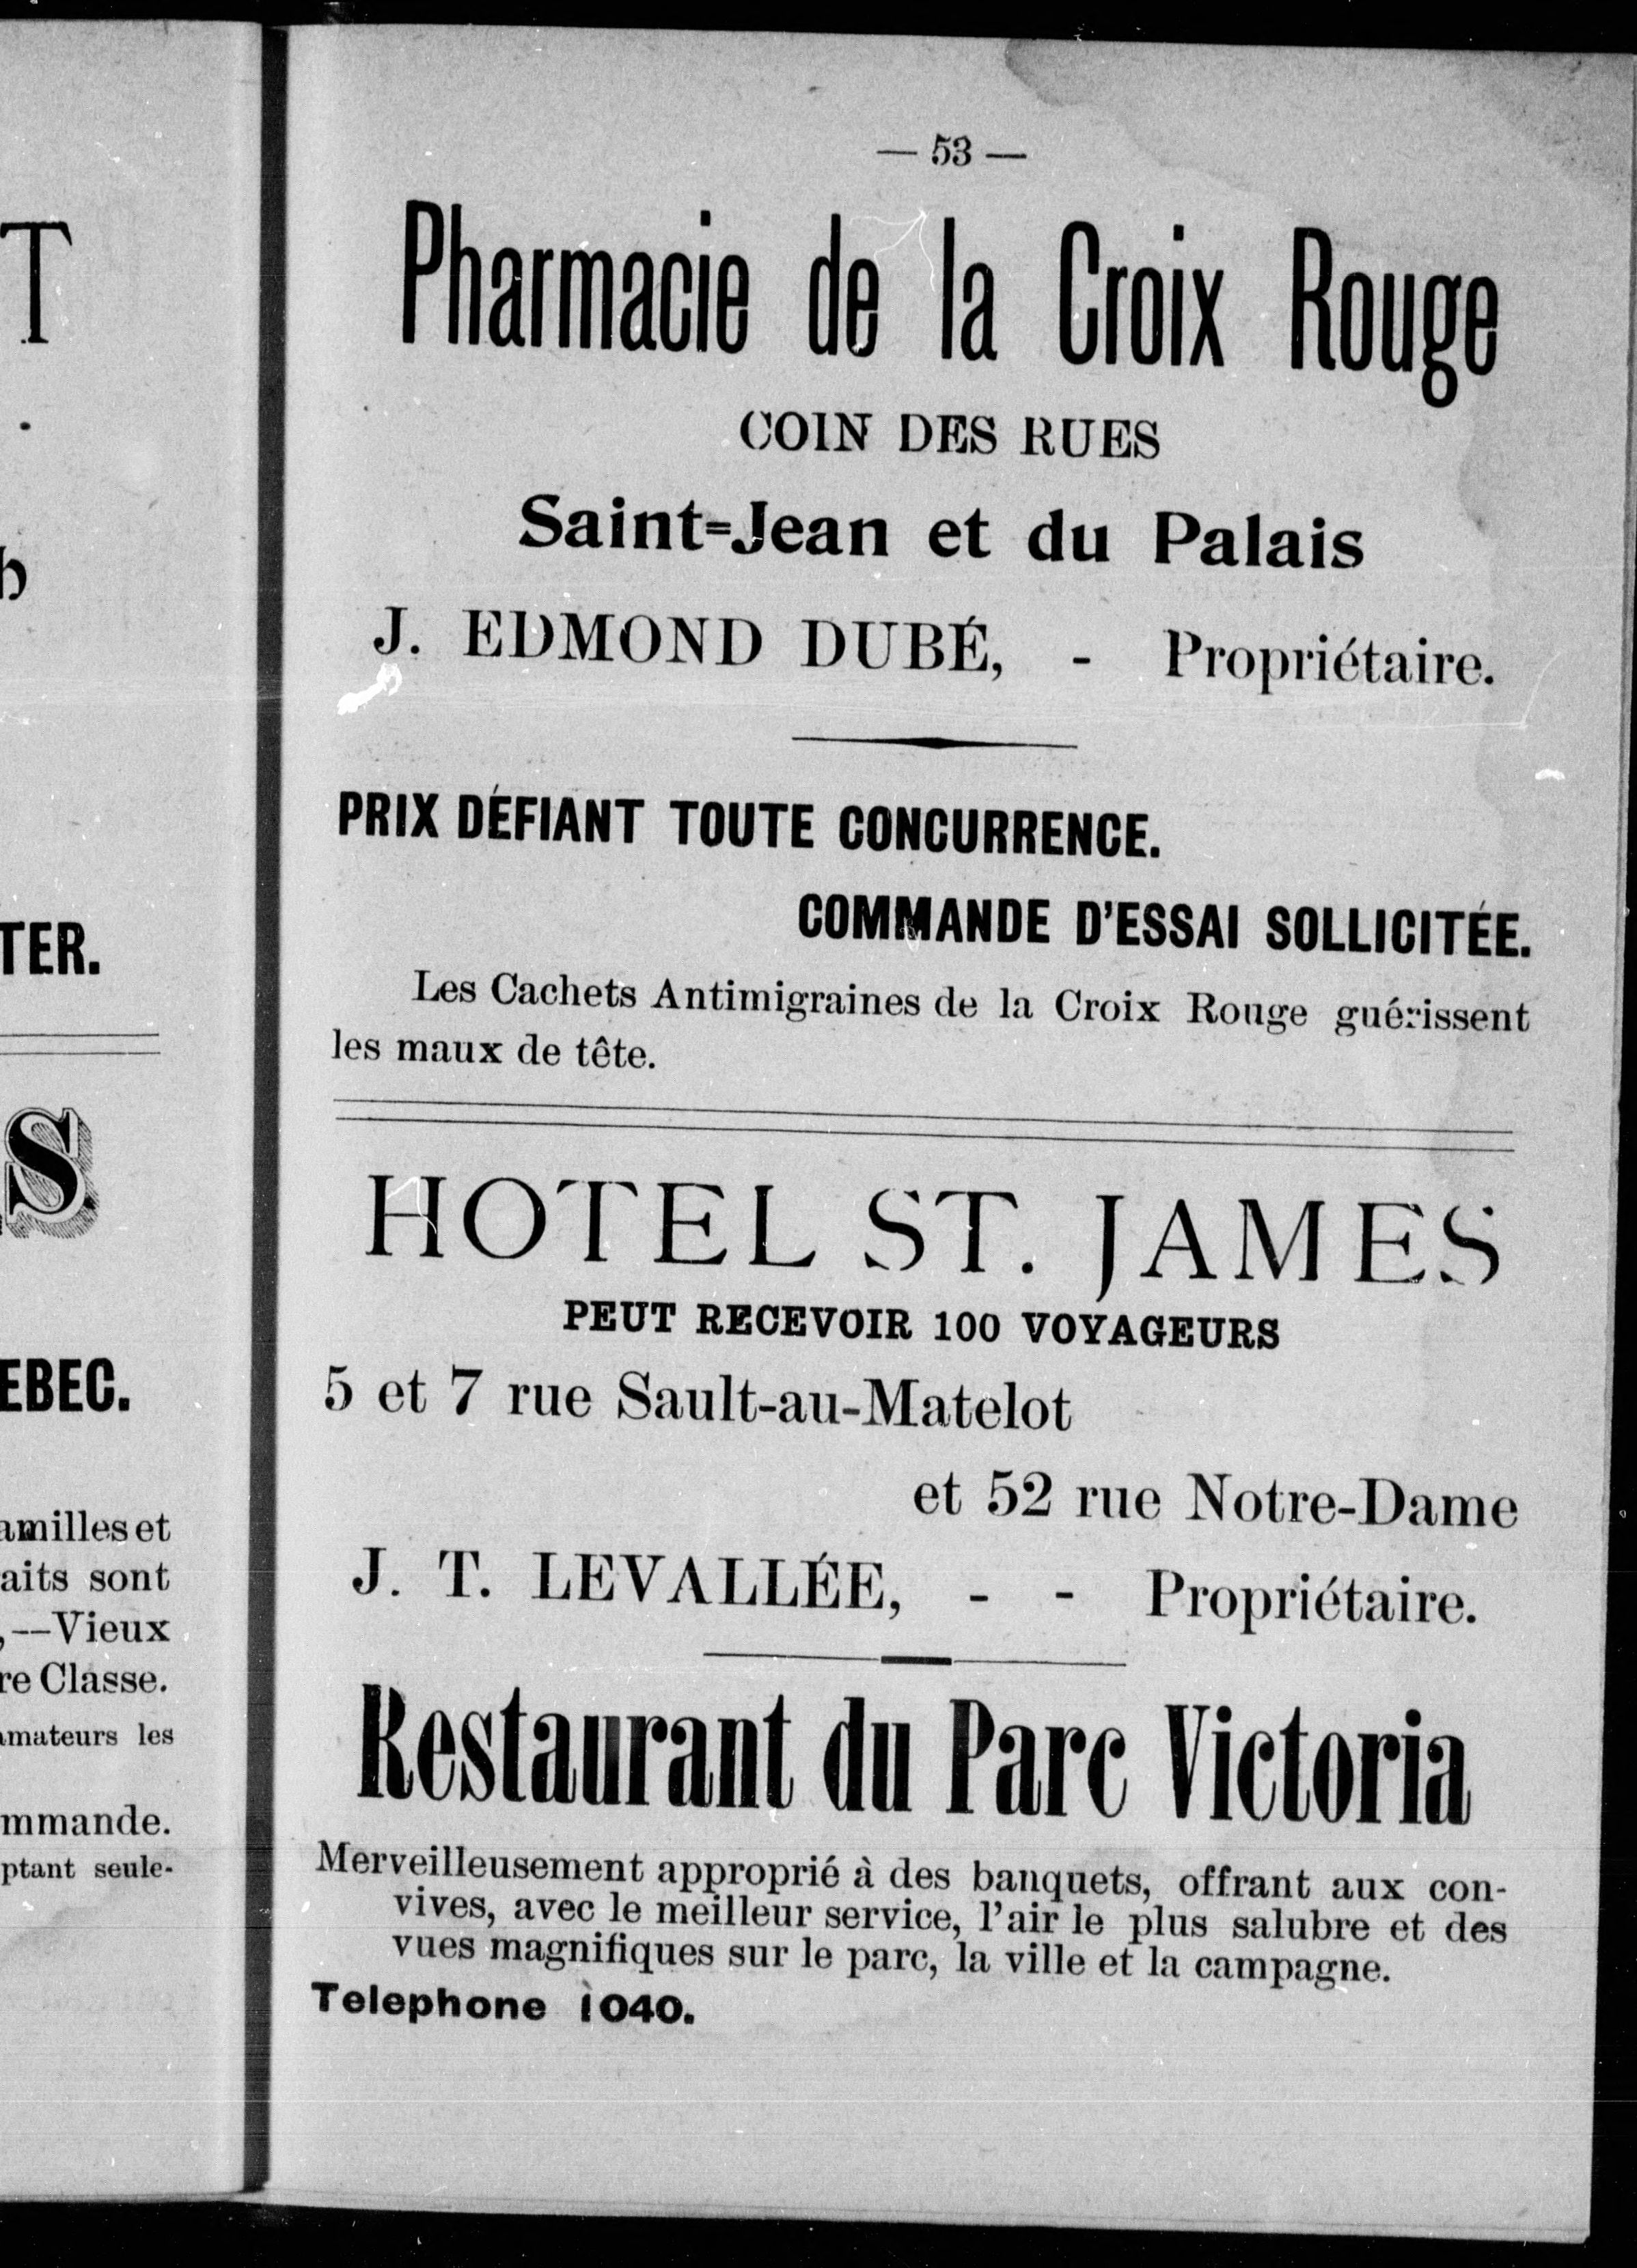 — 53 —
Pharmacie de la Croix Rouge
COIN DES RUES
Saint=Jean et du Palais
J. EDMOND DUBÉ, - Propriétaire.
PRIX DÉFIANT TOUTE CONCURRENCE.
COMMANDE D'ESSAI SOLLICITÉE.
Les Cachets Antimigraines de la Croix Rouge guérissent
les maux de tête.
HOTEL ST. JAMES
PEUT RECEVOIR 100 VOYAGEURS
5 et 7 rue Sault-au-Matelot
et 52 rue Notre-Dame
J. T. LEVALLÉE, - - Propriétaire.
Restaurant du Parc Victoria
Merveilleusement approprié à des banquets, offrant aux con-
vives, avec le meilleur service, l'air le plus salubre et des
vues magnifiques sur le parc, la ville et la campagne.
Telephone 1040.
T
.
h
TER.
S
EBEC.
amilles et
aits sont
,—Vieux
re Classe.
mateurs les
mmande.
ptant seule-